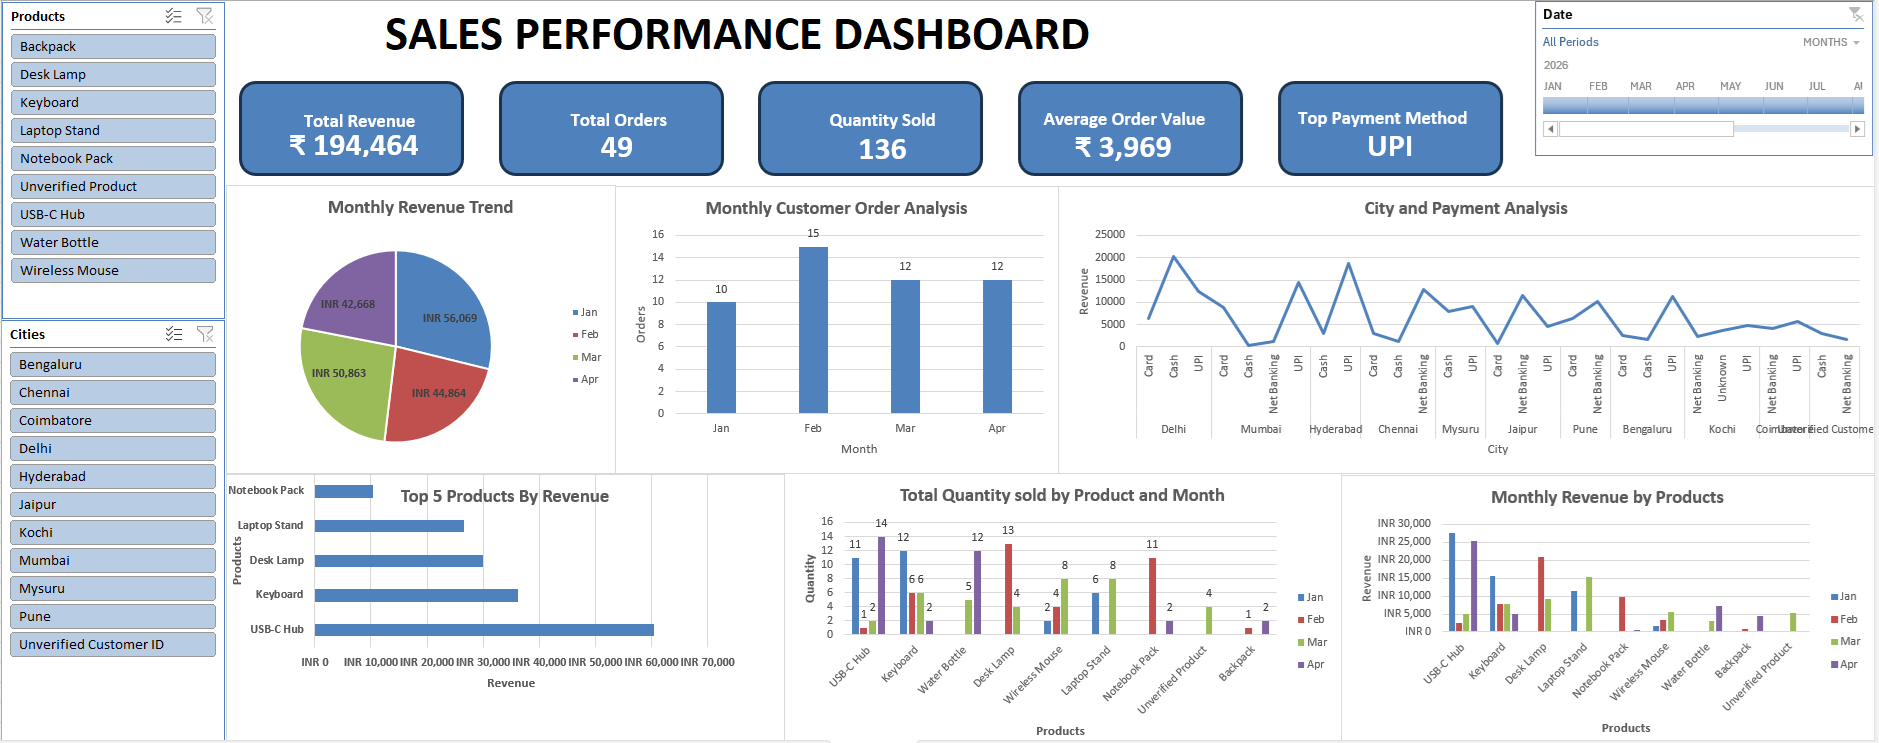 Products
Backpack
Desk Lamp
Keyboard
Laptop Stand
Notebook Pack
Unverified Product
USB-C Hub
Water Bottle
Wireless Mouse
Cities
Bengaluru
Chennai
Coimbatore
Delhi
Hyderabad
Jaipur
Kochi
Mumbai
Mysuru
Pune
Unverified Customer ID
SALES PERFORMANCE DASHBOARD
Total Revenue
₹ 194,464
Total Orders
49
Quantity Sold
136
Average Order Value
₹ 3,969
Top Payment Method
UPI
Date
All Periods MONTHS
2026
JAN FEB MAR APR MAY JUN JUL
Monthly Revenue Trend
INR 42,668
INR 56,069
INR 50,863
INR 44,864
Jan
Feb
Mar
Apr
Monthly Customer Order Analysis
16
14
12
10
8
6
4
2
0
Orders
10 15 12 12
Jan Feb Mar Apr
Month
City and Payment Analysis
25000
20000
15000
10000
5000
0
Revenue
Card Cash UPI Card Cash Net Banking UPI Cash UPI Card Cash Net Banking Cash UPI Card Net Banking UPI Card Net Banking Card Cash UPI Net Banking Unknown UPI Net Banking UPI Cash Net Banking
Delhi Mumbai Hyderabad Chennai Mysuru Jaipur Pune Bengaluru Kochi
City
Top 5 Products By Revenue
Notebook Pack
Laptop Stand
Desk Lamp
Keyboard
USB-C Hub
Products
INR 0 INR 10,000 INR 20,000 INR 30,000 INR 40,000 INR 50,000 INR 60,000 INR 70,000
Revenue
Total Quantity sold by Product and Month
16
14
12
10
8
6
4
2
0
Quantity
11 1 2 14 12 6 6 2 5 12 13 4 2 4 8 6 8 11 2 4 1 2
USB-C Hub Keyboard Water Bottle Desk Lamp Wireless Mouse Laptop Stand Notebook Pack Unverified Product Backpack
Products
Jan
Feb
Mar
Apr
Monthly Revenue by Products
INR 30,000
INR 25,000
INR 20,000
INR 15,000
INR 10,000
INR 5,000
INR 0
Revenue
USB-C Hub Keyboard Desk Lamp Laptop Stand Notebook Pack Wireless Mouse Water Bottle Backpack Unverified Product
Products
Jan
Feb
Mar
Apr